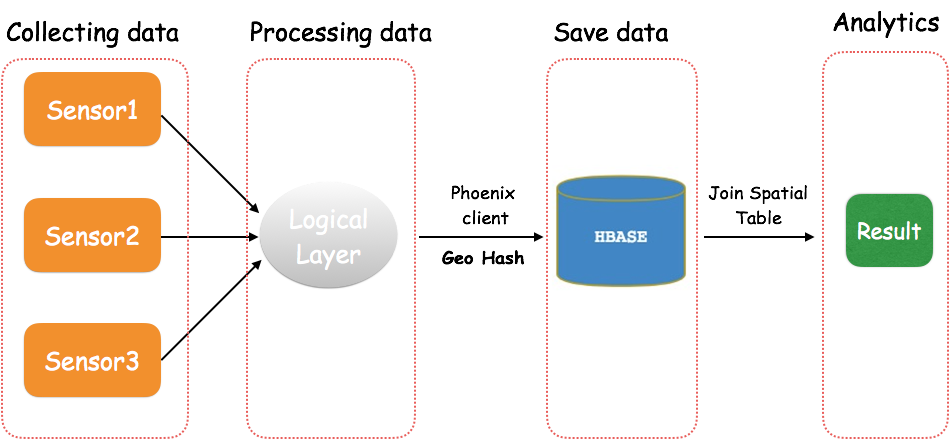 Collecting data
Processing data
Save data
Analytics
Sensor1
Sensor2
Sensor3
Logical
Layer
Phoenix
client
Geo Hash
HBASE
Join Spatial
Table
Result